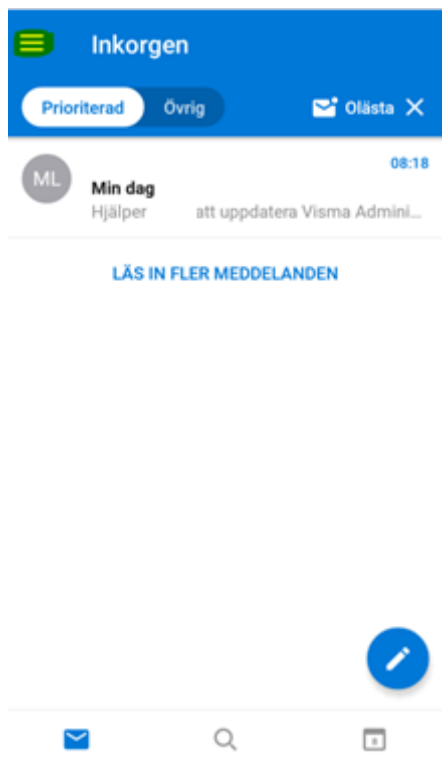 Inkorgen
Prioriterad Övrig Olästa
ML 08:18
Min dag
Hjälper att uppdatera Visma Admini...
LÄS IN FLER MEDDELANDEN